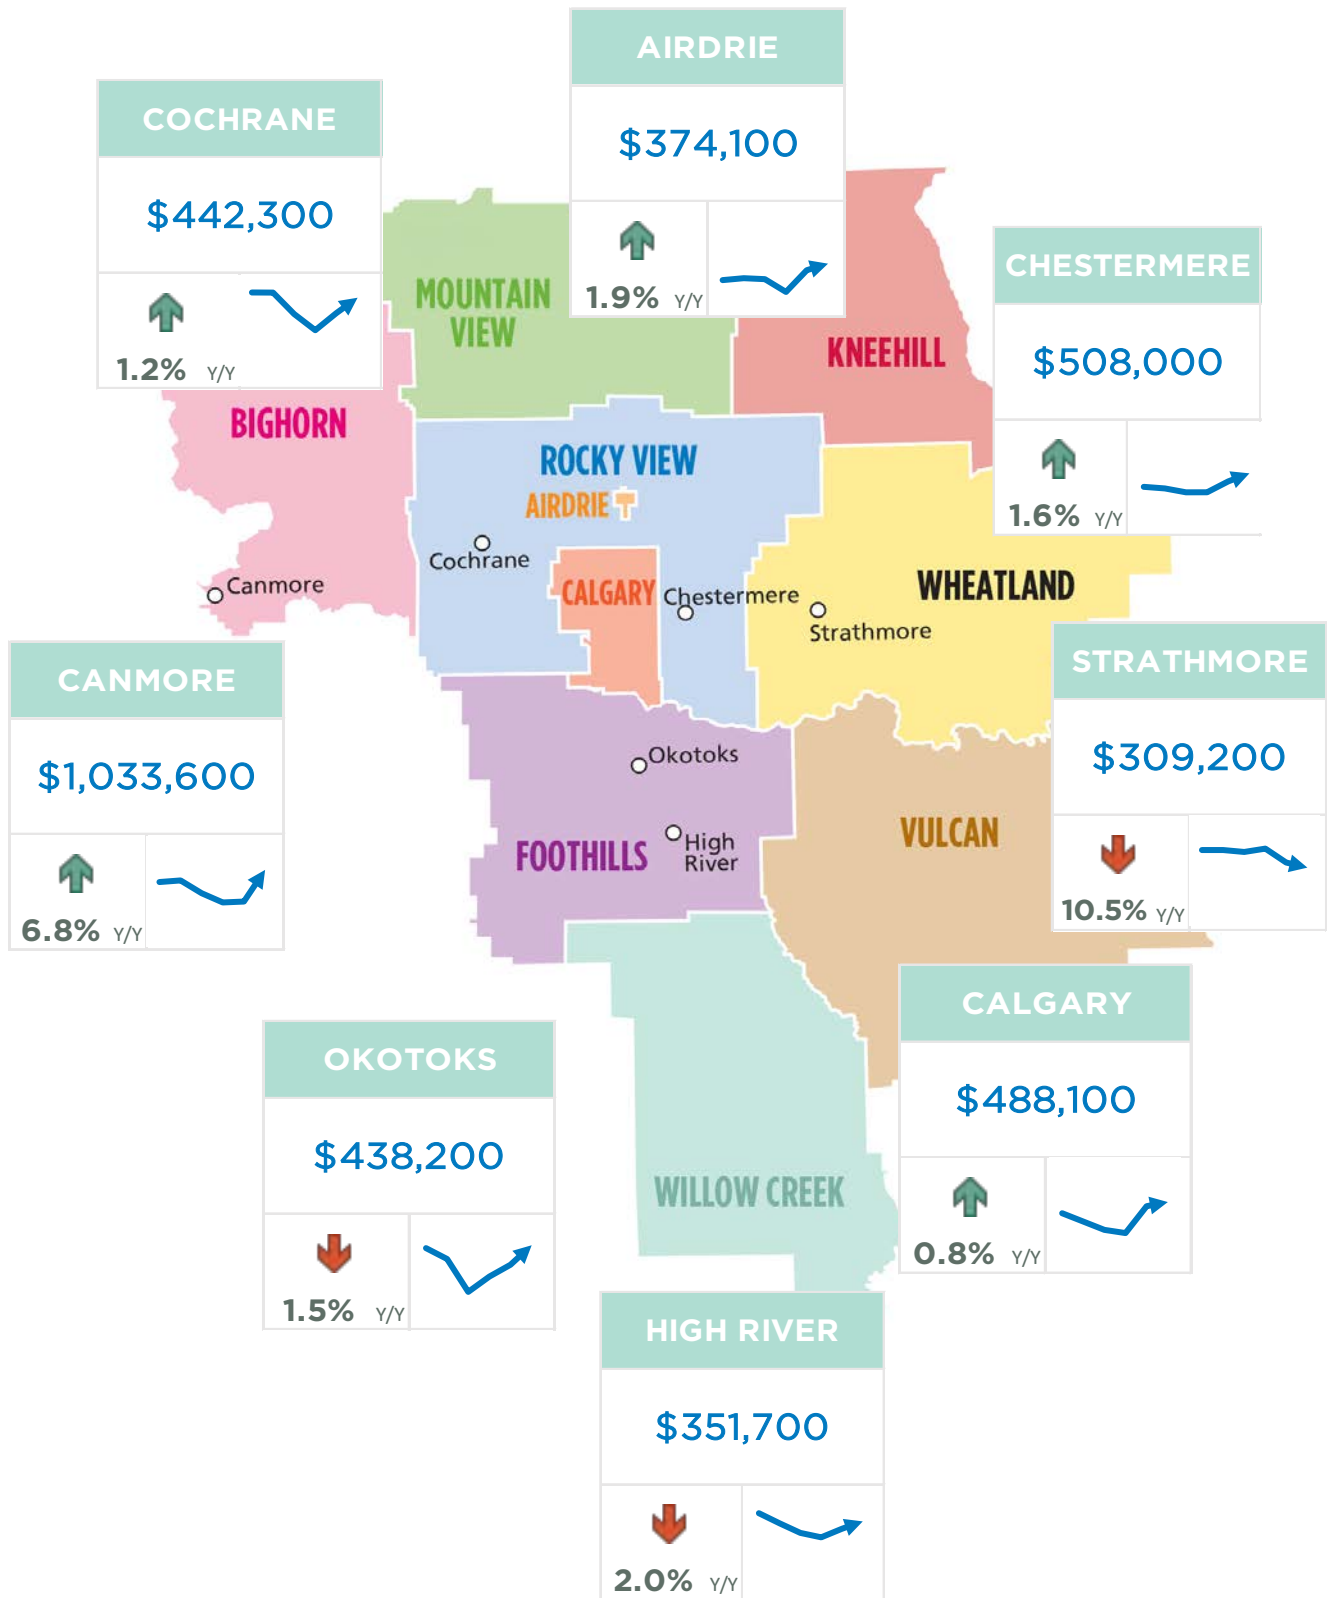 AIRDRIE
$374,100
1.9% Y/Y
COCHRANE
$442,300
1.2% Y/Y
CHESTERMERE
$508,000
1.6% Y/Y
MOUNTAIN
VIEW
KNEEHILL
BIGHORN
ROCKY VIEW
AIRDRIE
Cochrane
CALGARY
Chestermere
Canmore
WHEATLAND
Strathmore
CANMORE
$1,033,600
6.8% Y/Y
STRATHMORE
$309,200
10.5% Y/Y
Okotoks
High
River
FOOTHILLS
VULCAN
CALGARY
$488,100
0.8% Y/Y
OKOTOKS
$438,200
1.5% Y/Y
WILLOW CREEK
HIGH RIVER
$351,700
2.0% Y/Y